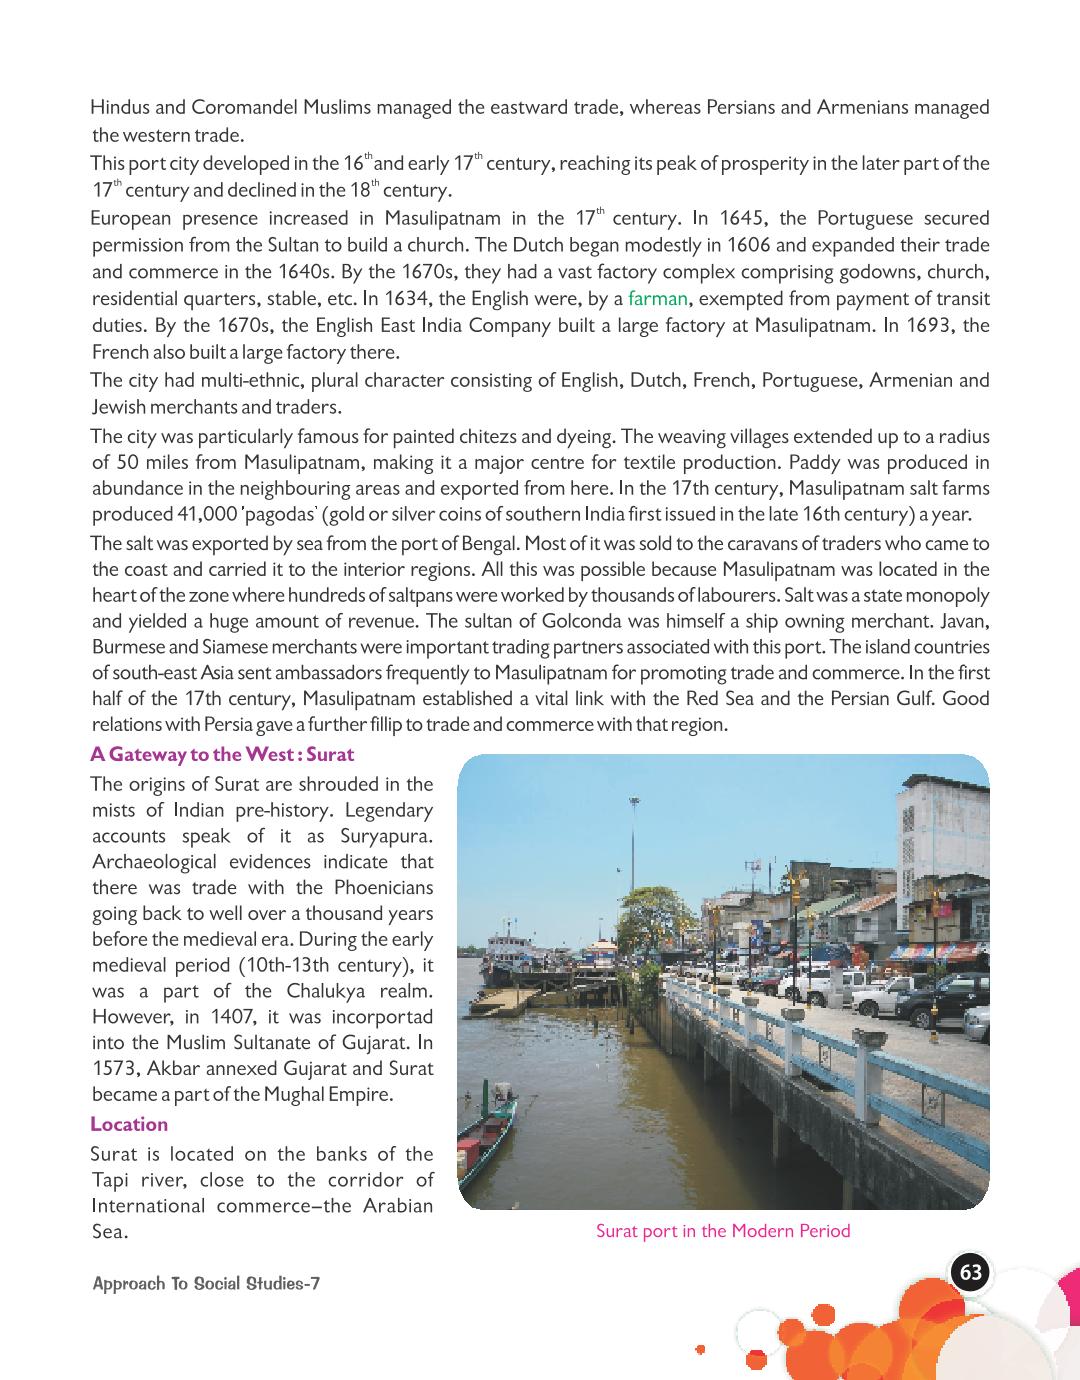 Hindus and Coromandel Muslims managed the eastward trade, whereas Persians and Armenians managed
the western trade.
This port city developed in the 16th and early 17th century, reaching its peak of prosperity in the later part of the
17th century and declined in the 18th century.
European presence increased in Masulipatnam in the 17th century. In 1645, the Portuguese secured
permission from the Sultan to build a church. The Dutch began modestly in 1606 and expanded their trade
and commerce in the 1640s. By the 1670s, they had a vast factory complex comprising godowns, church,
residential quarters, stable, etc. In 1634, the English were, by a farman, exempted from payment of transit
duties. By the 1670s, the English East India Company built a large factory at Masulipatnam. In 1693, the
French also built a large factory there.
The city had multi-ethnic, plural character consisting of English, Dutch, French, Portuguese, Armenian and
Jewish merchants and traders.
The city was particularly famous for painted chitezs and dyeing. The weaving villages extended up to a radius
of 50 miles from Masulipatnam, making it a major centre for textile production. Paddy was produced in
abundance in the neighbouring areas and exported from here. In the 17th century, Masulipatnam salt farms
produced 41,000 'pagodas' (gold or silver coins of southern India first issued in the late 16th century) a year.
The salt was exported by sea from the port of Bengal. Most of it was sold to the caravans of traders who came to
the coast and carried it to the interior regions. All this was possible because Masulipatnam was located in the
heart of the zone where hundreds of saltpans were worked by thousands of labourers. Salt was a state monopoly
and yielded a huge amount of revenue. The sultan of Golconda was himself a ship owning merchant. Javan,
Burmese and Siamese merchants were important trading partners associated with this port. The island countries
of south-east Asia sent ambassadors frequently to Masulipatnam for promoting trade and commerce. In the first
half of the 17th century, Masulipatnam established a vital link with the Red Sea and the Persian Gulf. Good
relations with Persia gave a further fillip to trade and commerce with that region.
A Gateway to the West : Surat
The origins of Surat are shrouded in the
mists of Indian pre-history. Legendary
accounts speak of it as Suryapura.
Archaeological evidences indicate that
there was trade with the Phoenicians
going back to well over a thousand years
before the medieval era. During the early
medieval period (10th-13th century), it
was a part of the Chalukya realm.
However, in 1407, it was incorportad
into the Muslim Sultanate of Gujarat. In
1573, Akbar annexed Gujarat and Surat
became a part of the Mughal Empire.
Location
Surat is located on the banks of the
Tapi river, close to the corridor of
International commerce–the Arabian
Sea.
Surat port in the Modern Period
Approach To Social Studies-7
63